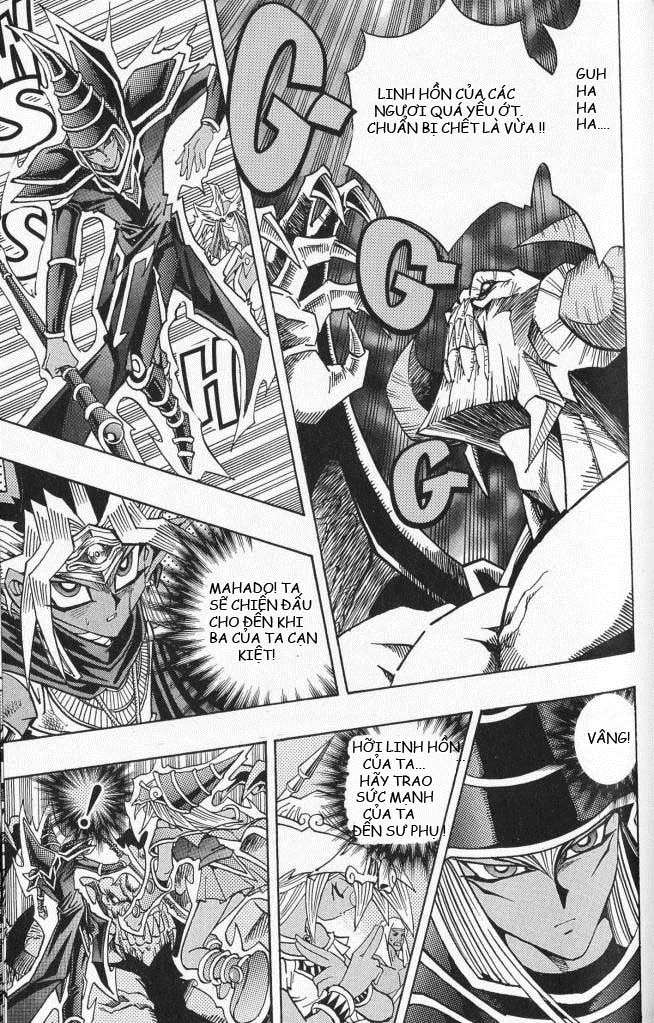 GUH
HA
HA
HA....
LINH HỒN CỦA CÁC
NGƯƠI QUÁ YẾU ỚT.
CHUẨN BỊ CHẾT LÀ VỪA !!
G-
G-
G
W
S
S
S
H
MAHADO! TA
SẼ CHIẾN ĐẤU
CHO ĐẾN KHI
BA CỦA TA CẠN
KIỆT!
VÂNG!
HỠI LINH HỒN
CỦA TA...
HÃY TRAO
SỨC MẠNH
CỦA TA
ĐẾN SƯ PHỤ!
!